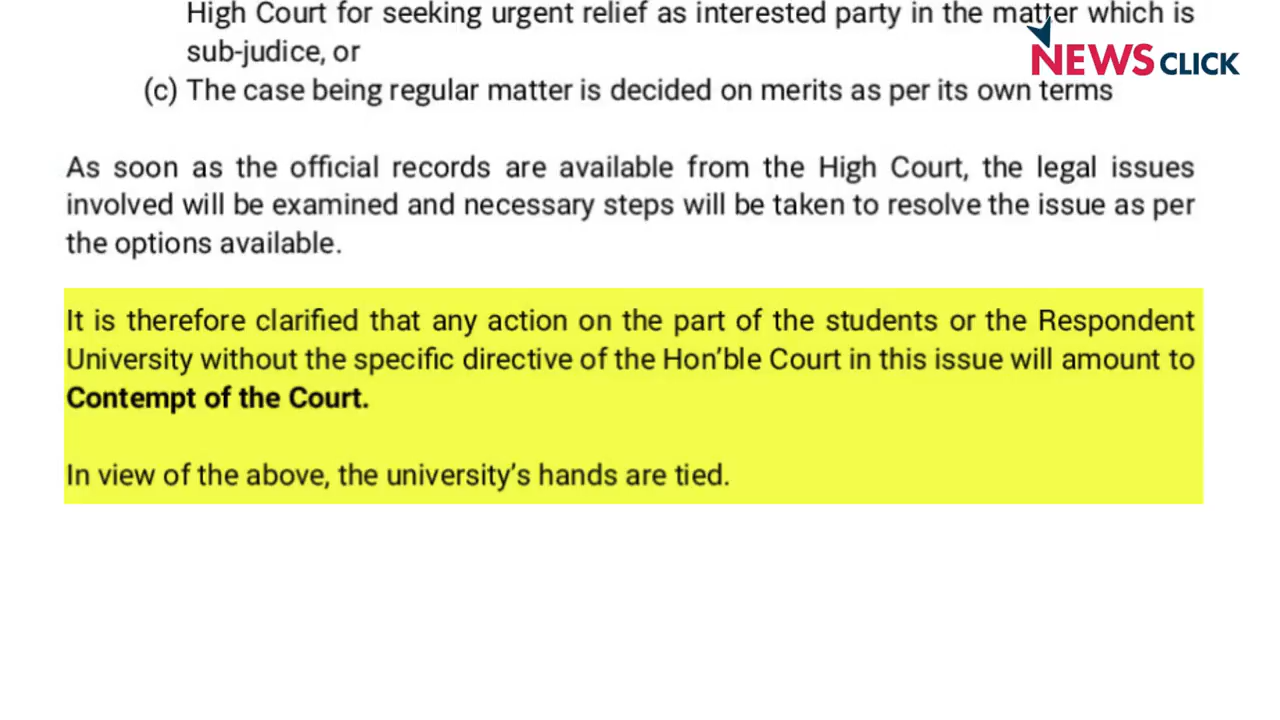 High Court for seeking urgent relief as interested party in the matter which is
sub-judice, or
NEWS CLICK
(c) The case being regular matter is decided on merits as per its own terms
As soon as the official records are available from the High Court, the legal issues
involved will be examined and necessary steps will be taken to resolve the issue as per
the options available.
It is therefore clarified that any action on the part of the students or the Respondent
University without the specific directive of the Hon’ble Court in this issue will amount to
Contempt of the Court.
In view of the above, the university’s hands are tied.